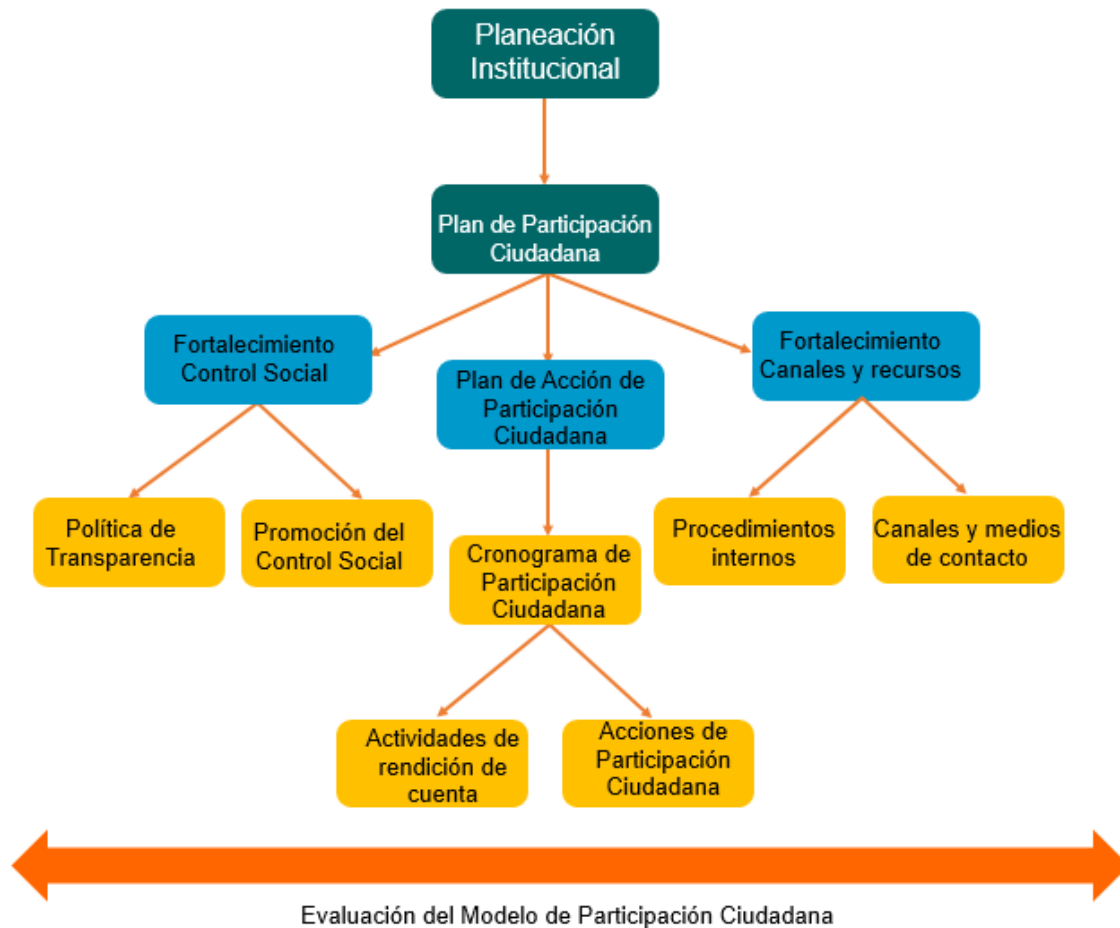 Planeación
Institucional
Plan de Participación
Ciudadana
Fortalecimiento
Control Social
Plan de Acción de
Participación
Ciudadana
Fortalecimiento
Canales y recursos
Política de
Transparencia
Promoción del
Control Social
Cronograma de
Participación
Ciudadana
Procedimientos
internos
Canales y medios
de contacto
Actividades de
rendición de
cuenta
Acciones de
Participación
Ciudadana
Evaluación del Modelo de Participación Ciudadana